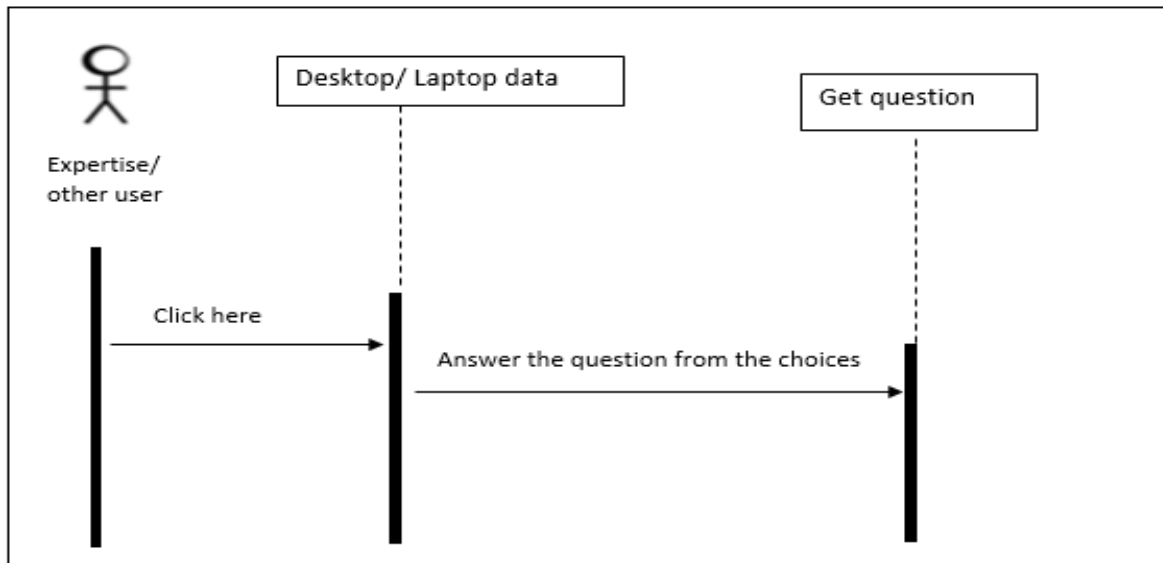 Desktop/ Laptop data
Get question
Expertise/
other user
Click here
Answer the question from the choices